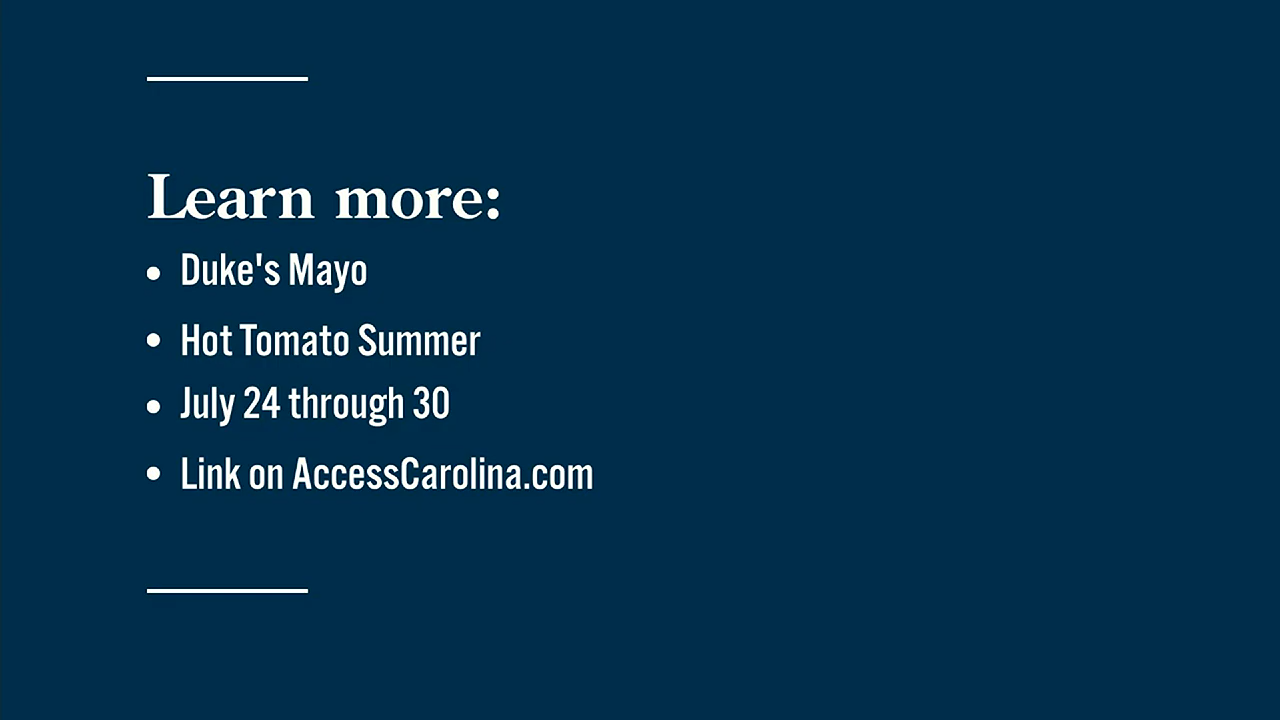 Learn more:
• Duke's Mayo
• Hot Tomato Summer
• July 24 through 30
• Link on AccessCarolina.com